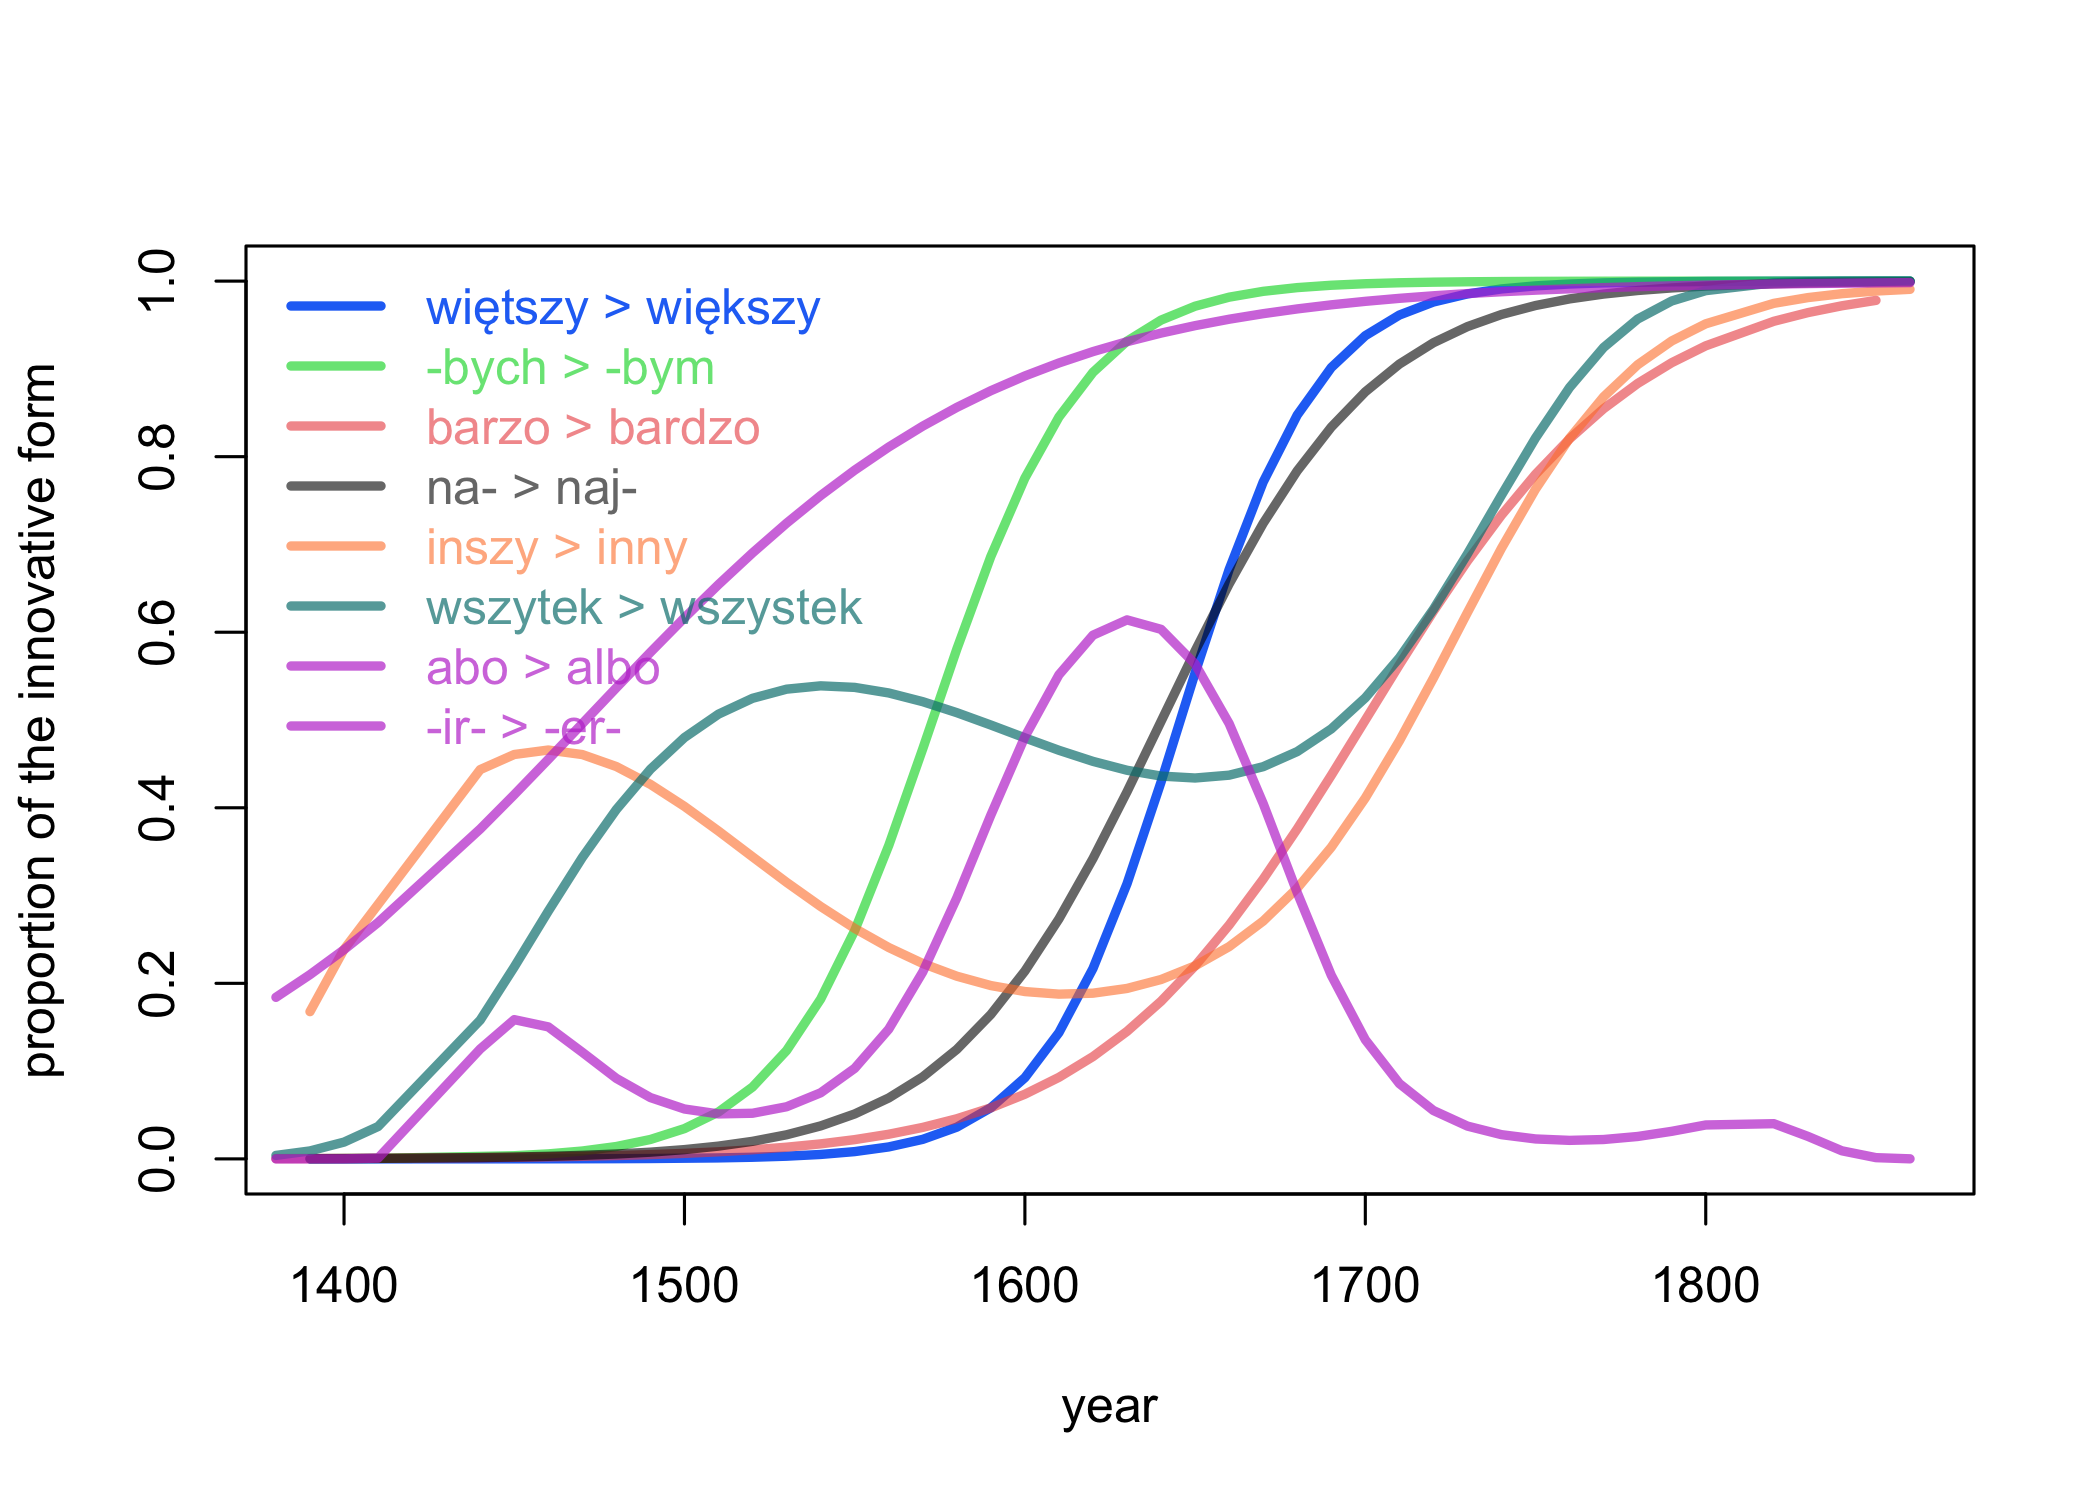 więtszy > większy
-bych > -bym
barzo > bardzo
na- > naj-
inszy > inny
wszytek > wszystek
abo > albo
-ir- > -er-
proportion of the innovative form
1.0
0.8
0.6
0.4
0.2
0.0
1400 1500 1600 1700 1800
year